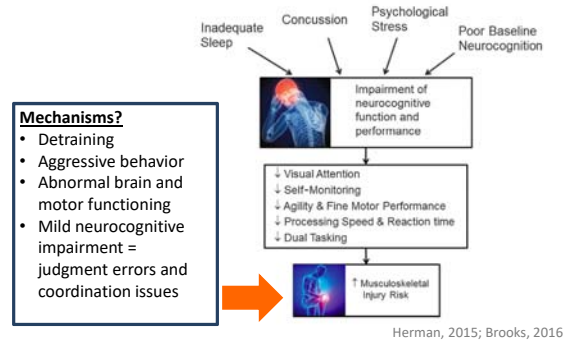 Inadequate
Sleep
Concussion
Psychological
Stress
Poor Baseline
Neurocognition
Impairment of
neurocognitive
function and
performance
Mechanisms?
• Detraining
• Aggressive behavior
• Abnormal brain and
motor functioning
• Mild neurocognitive
impairment =
judgment errors and
coordination issues
↓ Visual Attention
↓ Self-Monitoring
↓ Agility & Fine Motor Performance
↓ Processing Speed & Reaction time
↓ Dual Tasking
↑ Musculoskeletal
Injury Risk
Herman, 2015; Brooks, 2016